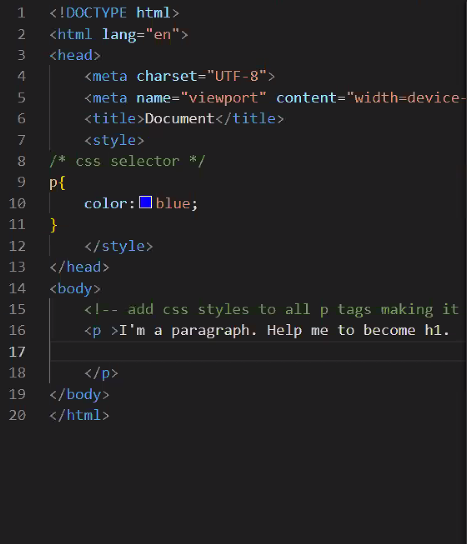 1 <!DOCTYPE html>
2 <html lang="en">
3 <head>
4 <meta charset="UTF-8">
5 <meta name="viewport" content="width=device-
6 <title>Document</title>
7 <style>
8 /* css selector */
9 p{
10 color:blue;
11 }
12 </style>
13 </head>
14 <body>
15 <!-- add css styles to all p tags making it
16 <p >I'm a paragraph. Help me to become h1.
17
18 </p>
19 </body>
20 </html>